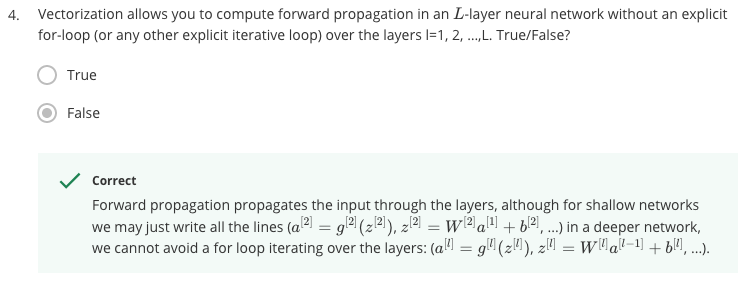 4. Vectorization allows you to compute forward propagation in an L-layer neural network without an explicit
for-loop (or any other explicit iterative loop) over the layers l=1, 2, …,L. True/False?
True
False
Correct
Forward propagation propagates the input through the layers, although for shallow networks
we may just write all the lines (a^{[2]} = g^{[2]}(z^{[2]}), z^{[2]} = W^{[2]}a^{[1]} + b^{[2]}, ...) in a deeper network,
we cannot avoid a for loop iterating over the layers: (a^{[l]} = g^{[l]}(z^{[l]}), z^{[l]} = W^{[l]}a^{[l−1]} + b^{[l]}, ...).